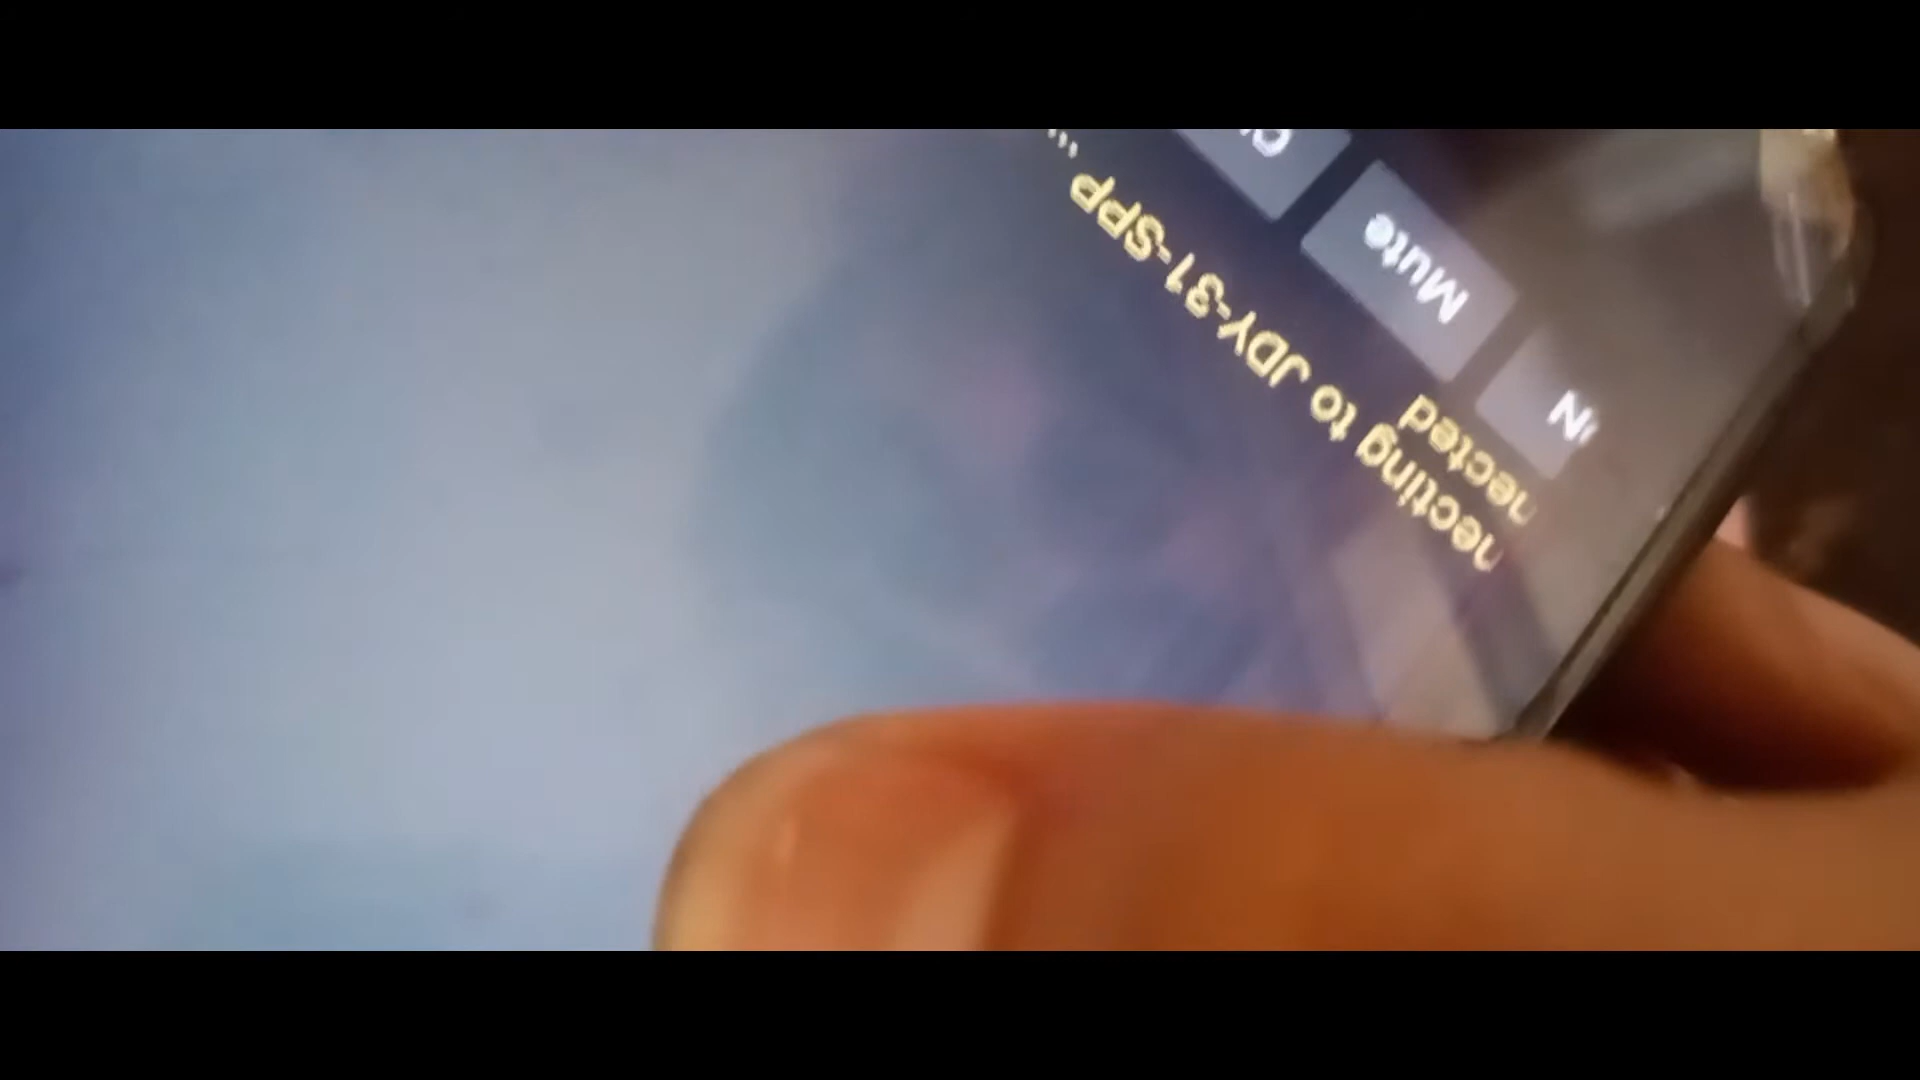 necting to JDY-31-SPP ...
nected
Mute